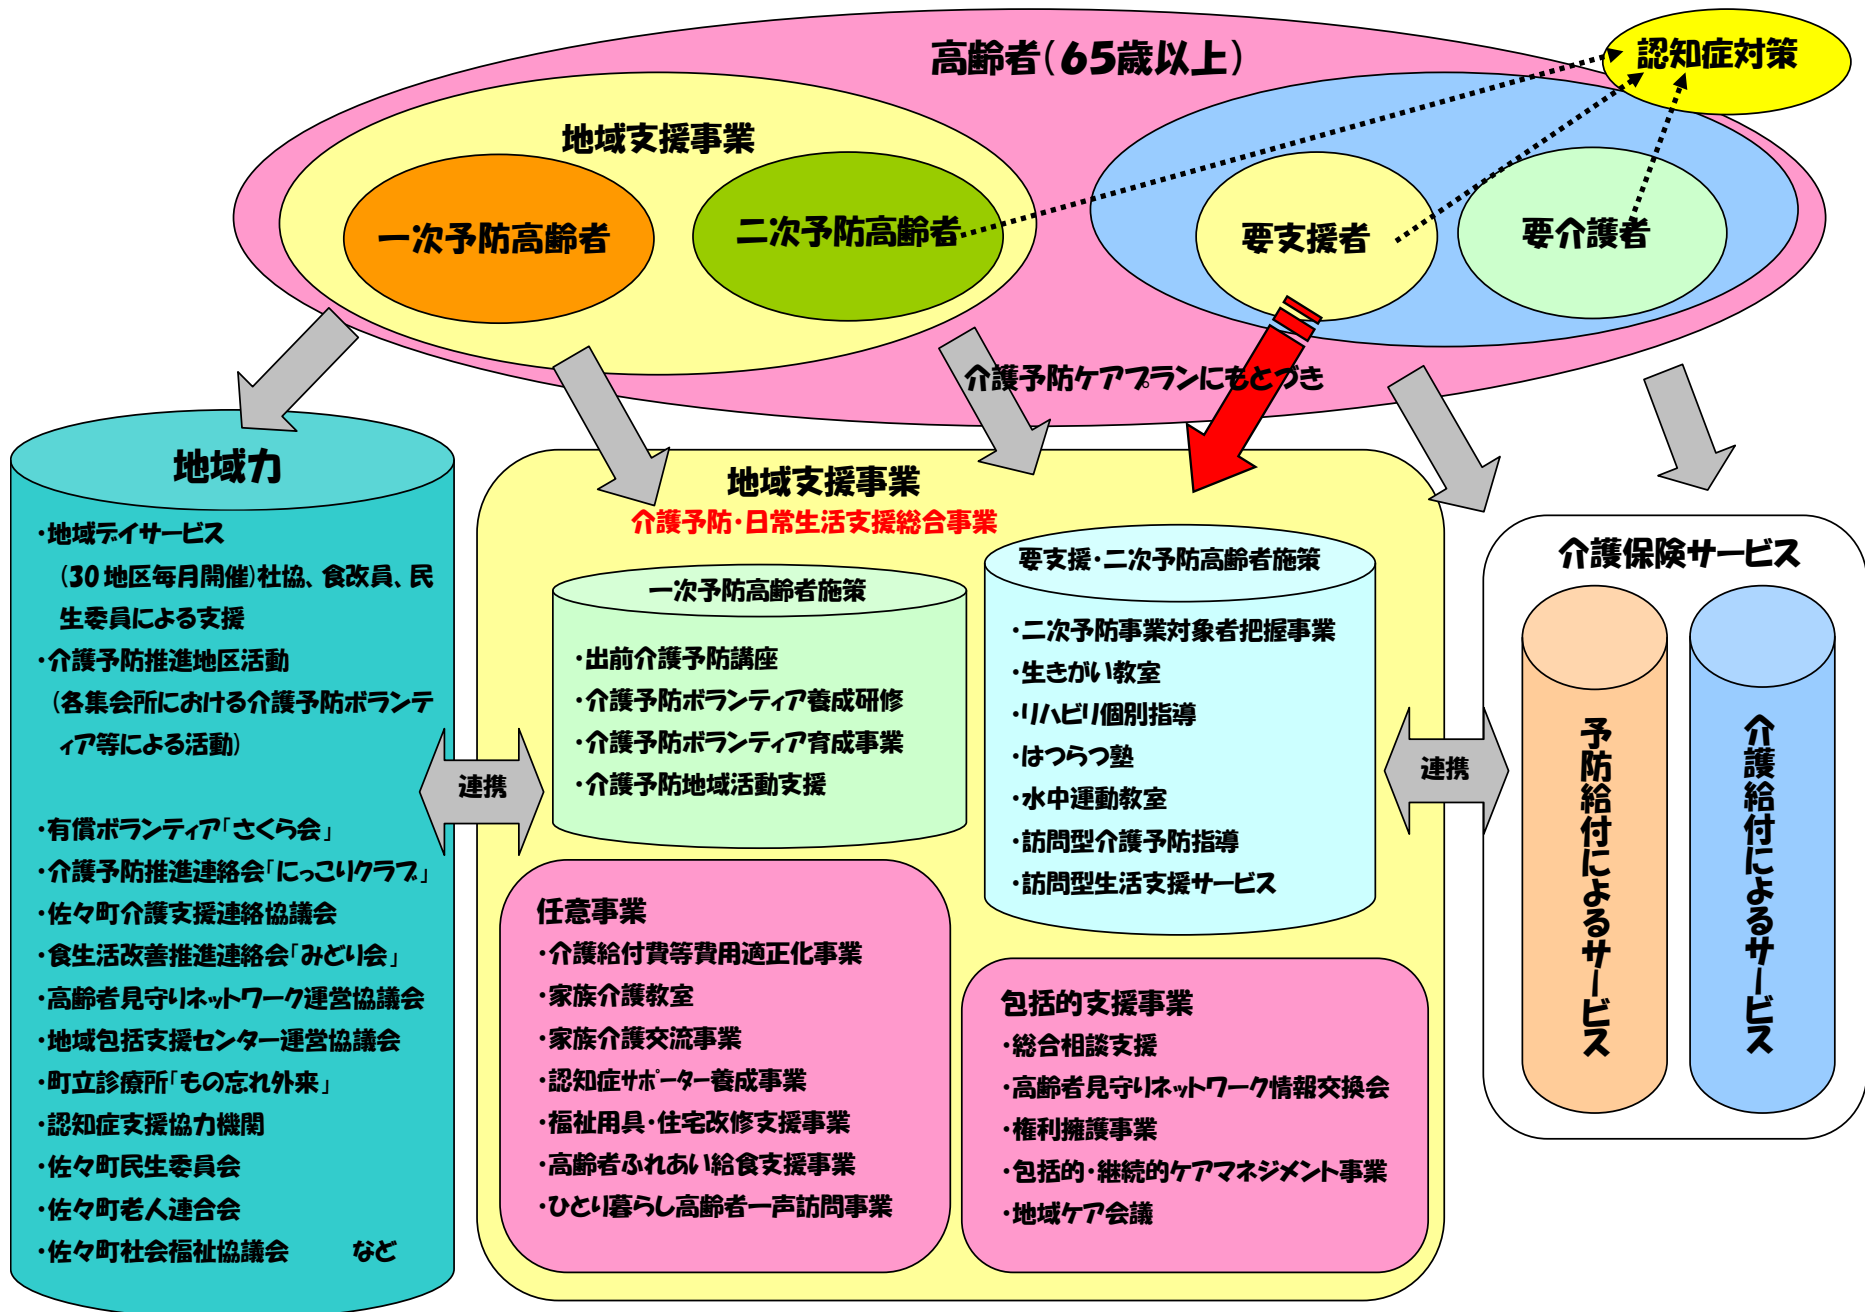 高齢者(65歳以上)
認知症対策
地域支援事業
一次予防高齢者
二次予防高齢者
要支援者
要介護者
介護予防ケアプランにもとづき
地域力
・地域デイサービス
(30地区毎月開催)社協、食改員、民
生委員による支援
・介護予防推進地区活動
(各集会所における介護予防ボランテ
ィア等による活動)
・有償ボランティア「さくら会」
・介護予防推進連絡会「にっこりクラブ」
・佐々町介護支援連絡協議会
・食生活改善推進連絡会「みどり会」
・高齢者見守りネットワーク運営協議会
・地域包括支援センター運営協議会
・町立診療所「もの忘れ外来」
・認知症支援協力機関
・佐々町民生委員会
・佐々町老人連合会
・佐々町社会福祉協議会 など
連携
地域支援事業
介護予防・日常生活支援総合事業
一次予防高齢者施策
・出前介護予防講座
・介護予防ボランティア養成研修
・介護予防ボランティア育成事業
・介護予防地域活動支援
要支援・二次予防高齢者施策
・二次予防事業対象者把握事業
・生きがい教室
・リハビリ個別指導
・はつらつ塾
・水中運動教室
・訪問型介護予防指導
・訪問型生活支援サービス
任意事業
・介護給付費等費用適正化事業
・家族介護教室
・家族介護交流事業
・認知症サポーター養成事業
・福祉用具・住宅改修支援事業
・高齢者ふれあい給食支援事業
・ひとり暮らし高齢者一声訪問事業
包括的支援事業
・総合相談支援
・高齢者見守りネットワーク情報交換会
・権利擁護事業
・包括的・継続的ケアマネジメント事業
・地域ケア会議
連携
介護保険サービス
予防給付によるサービス
介護給付によるサービス